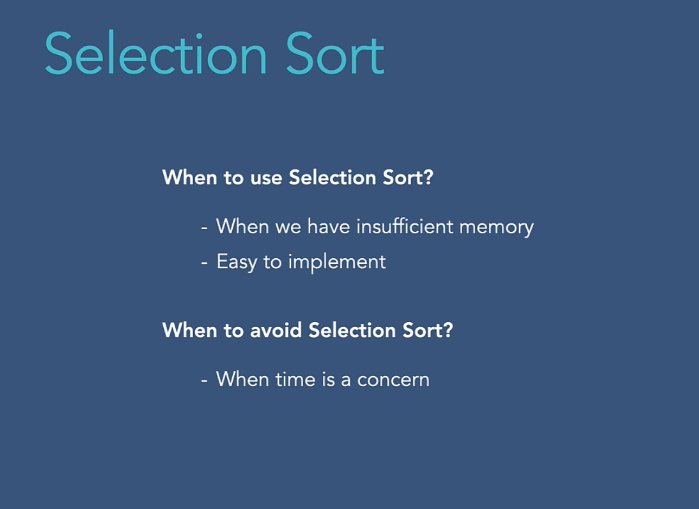 Selection Sort
When to use Selection Sort?
- When we have insufficient memory
- Easy to implement
When to avoid Selection Sort?
- When time is a concern